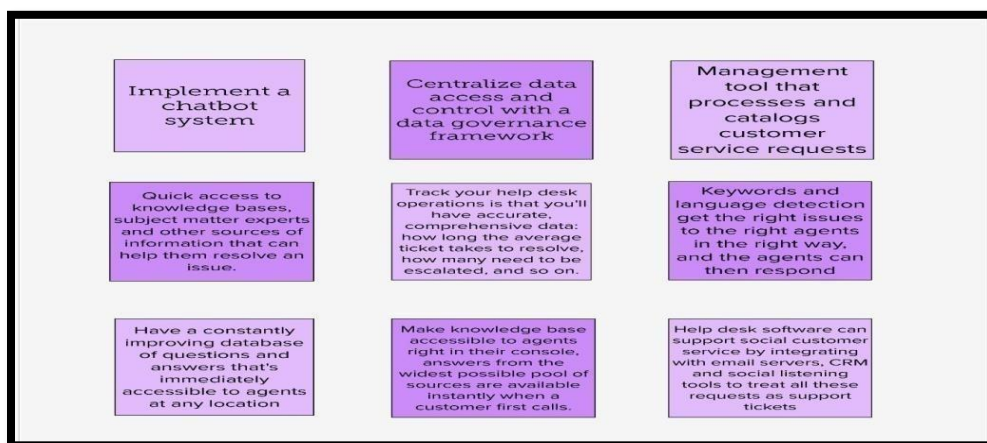 Implement a
chatbot
system
Centralize data
access and
control with a
data governance
framework
Management
tool that
processes and
catalogs
customer
service requests
Quick access to
knowledge bases,
subject matter experts
and other sources of
information that can
help them resolve an
issue.
Track your help desk
operations is that you'll
have accurate,
comprehensive data:
how long the average
ticket takes to resolve,
how many need to be
escalated, and so on.
Keywords and
language detection
get the right issues
to the right agents
in the right way,
and the agents can
then respond
Have a constantly
improving database
of questions and
answers that's
immediately
accessible to agents
at any location
Make knowledge base
accessible to agents
right in their console,
answers from the
widest possible pool of
sources are available
instantly when a
customer first calls.
Help desk software can
support social customer
service by integrating
with email servers, CRM
and social listening
tools to treat all these
requests as support
tickets